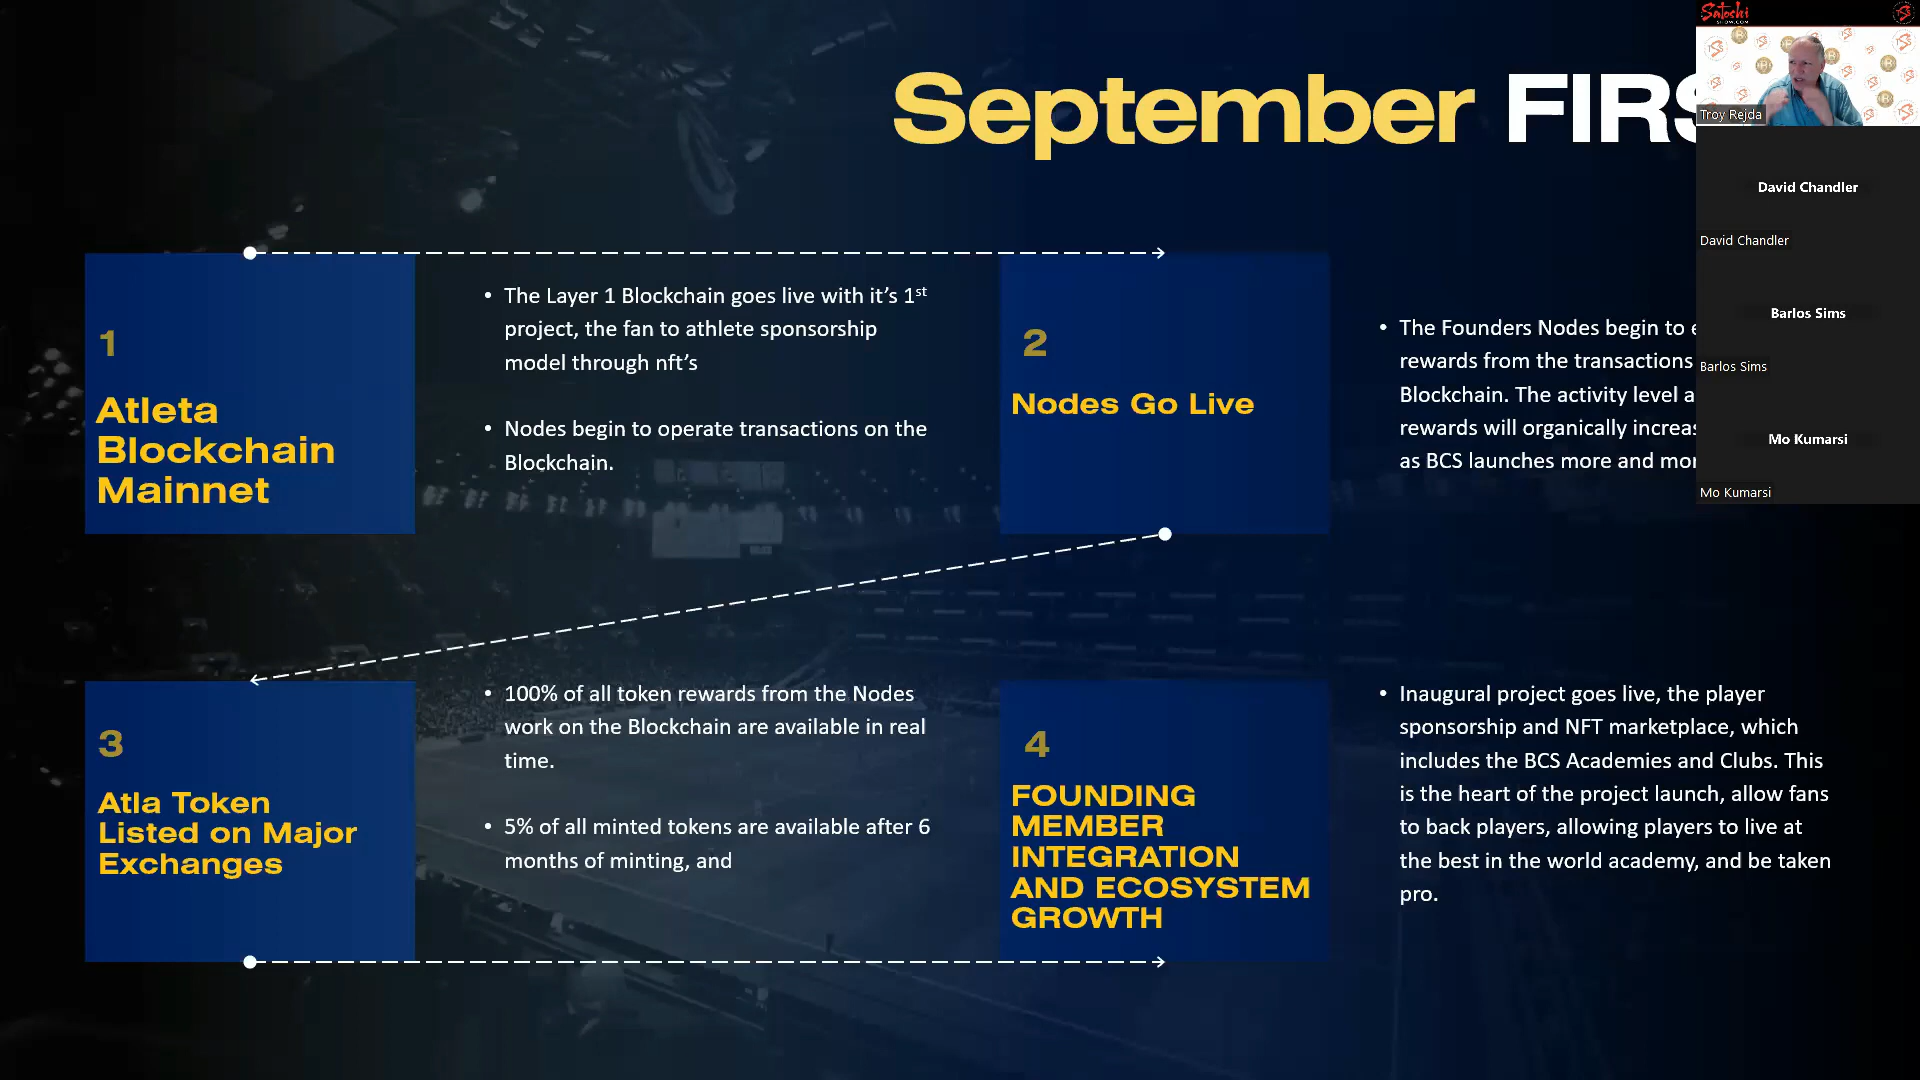 September FIRS
Satoshi
SHOW.COM
Troy Rejda
David Chandler
David Chandler
Barlos Sims
Barlos Sims
Mo Kumarsi
Mo Kumarsi
1
Atleta
Blockchain
Mainnet
• The Layer 1 Blockchain goes live with it’s 1st
project, the fan to athlete sponsorship
model through nft’s
• Nodes begin to operate transactions on the
Blockchain.
2
Nodes Go Live
• The Founders Nodes begin to
rewards from the transactions
Blockchain. The activity level
rewards will organically increas
as BCS launches more and mor
3
Atla Token
Listed on Major
Exchanges
• 100% of all token rewards from the Nodes
work on the Blockchain are available in real
time.
• 5% of all minted tokens are available after 6
months of minting, and
4
FOUNDING
MEMBER
INTEGRATION
AND ECOSYSTEM
GROWTH
• Inaugural project goes live, the player
sponsorship and NFT marketplace, which
includes the BCS Academies and Clubs. This
is the heart of the project launch, allow fans
to back players, allowing players to live at
the best in the world academy, and be taken
pro.